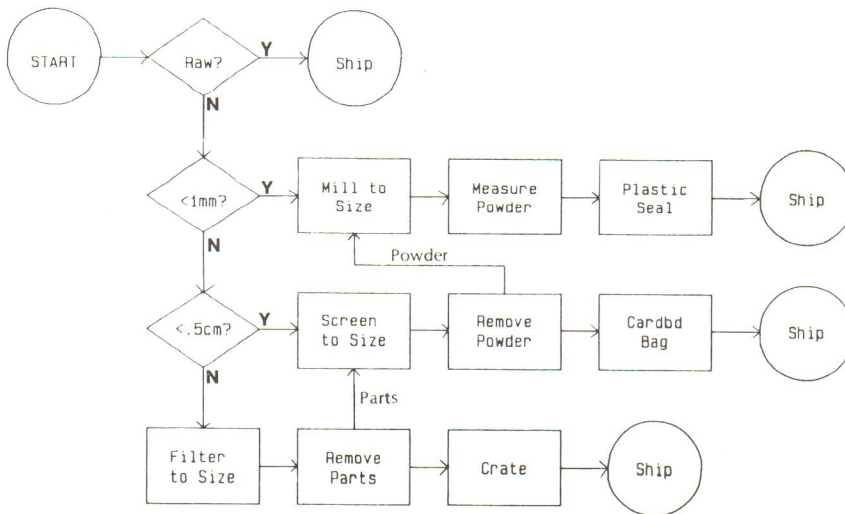 START
Raw?
Y
Ship
N
<1mm?
Y
Mill to
Size
Measure
Powder
Plastic
Seal
Ship
N
Powder
<.5cm?
Y
Screen
to Size
Remove
Powder
Cardbd
Bag
Ship
N
Parts
Filter
to Size
Remove
Parts
Crate
Ship